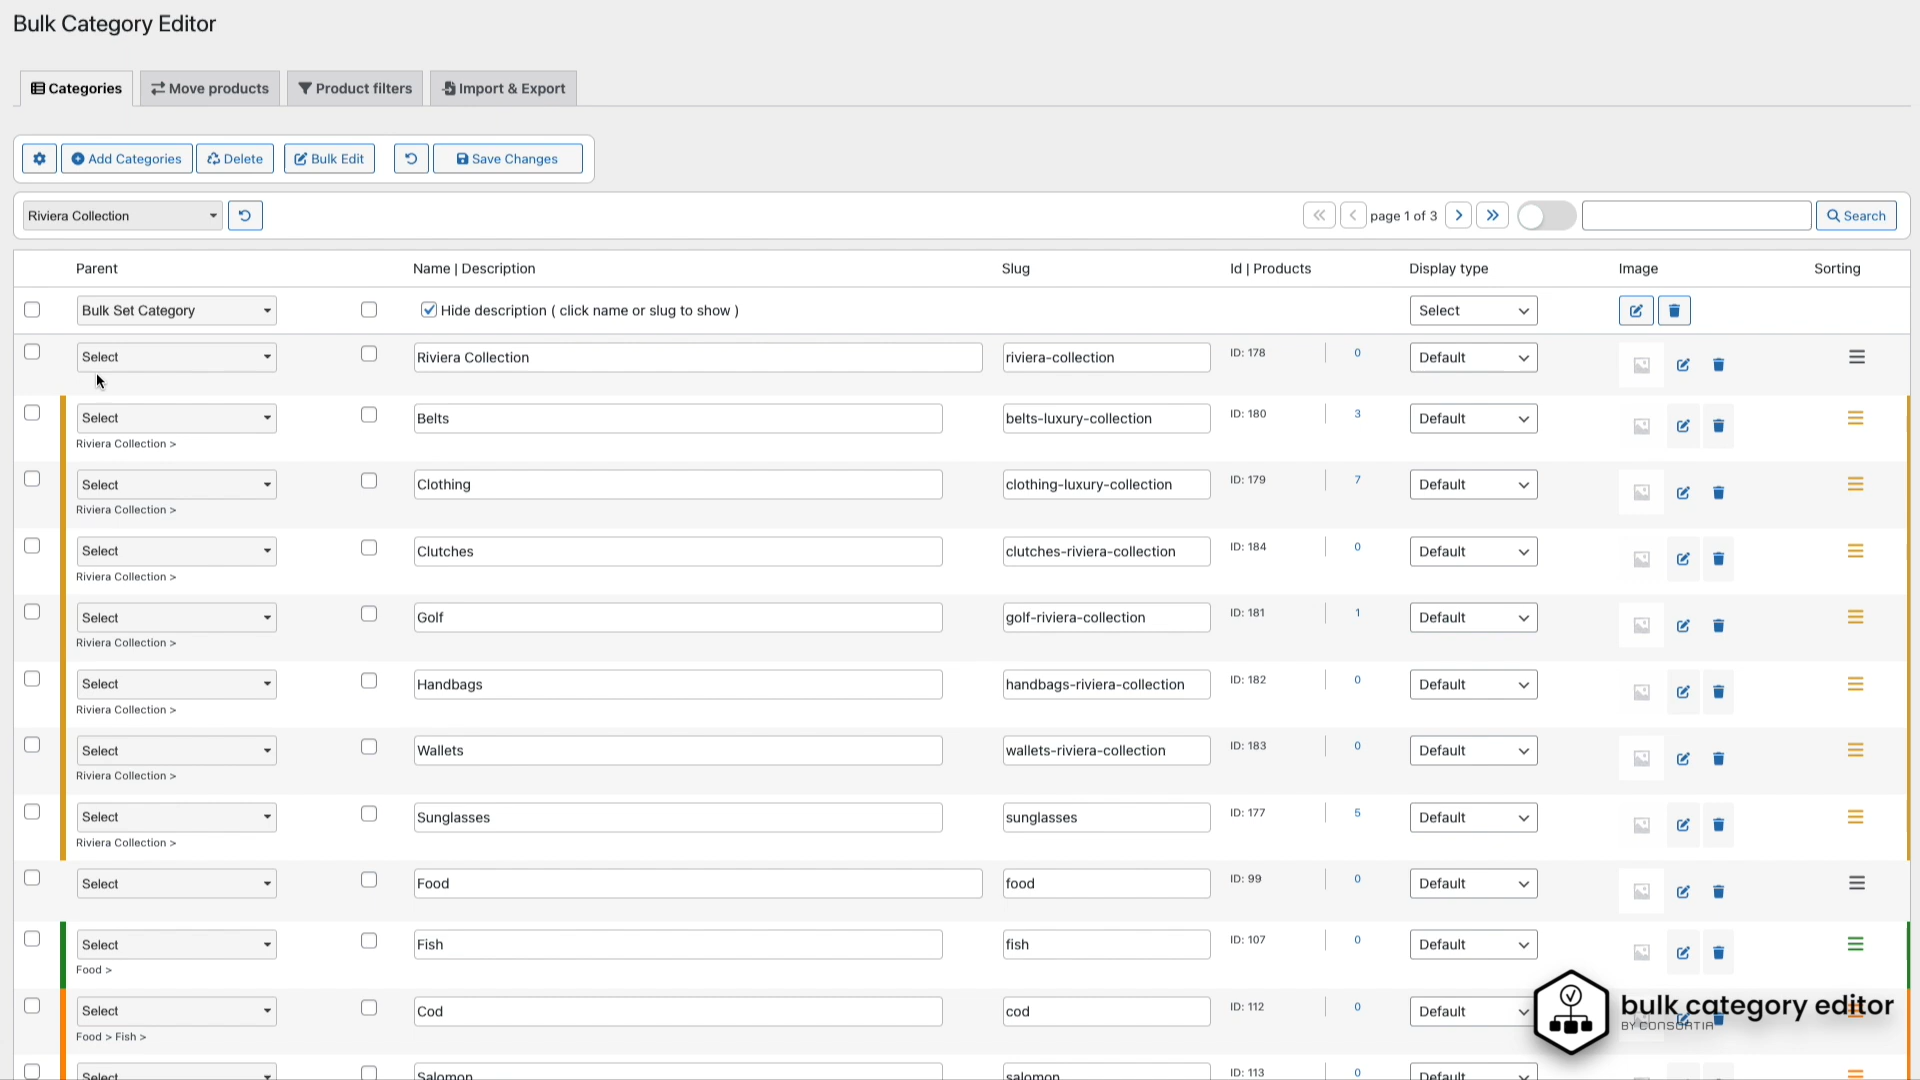 Bulk Category Editor
Categories Move products Product filters Import & Export
Add Categories Delete Bulk Edit Save Changes
Riviera Collection page 1 of 3 Search
Parent Name | Description Slug Id | Products Display type Image Sorting
Bulk Set Category Hide description ( click name or slug to show ) Select
Select Riviera Collection riviera-collection ID: 178 0 Default
Select Belts belts-luxury-collection ID: 180 3 Default
Riviera Collection >
Select Clothing clothing-luxury-collection ID: 179 7 Default
Riviera Collection >
Select Clutches clutches-riviera-collection ID: 184 0 Default
Riviera Collection >
Select Golf golf-riviera-collection ID: 181 1 Default
Riviera Collection >
Select Handbags handbags-riviera-collection ID: 182 0 Default
Riviera Collection >
Select Wallets wallets-riviera-collection ID: 183 0 Default
Riviera Collection >
Select Sunglasses sunglasses ID: 177 5 Default
Riviera Collection >
Select Food food ID: 99 0 Default
Select Fish fish ID: 107 0 Default
Food >
Select Cod cod ID: 112 0 Default
Food > Fish >
bulk category editor
BY CONSORTIA
Select Salomon salomon ID: 113 0 Default